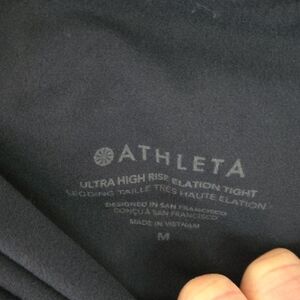 ATHLETA
ULTRA HIGH RISE ELATION TIGHT
LEGGING TAILLE TRÈS HAUTE ELATION
DESIGNED IN SAN FRANCISCO
CONÇU À SAN FRANCISCO
MADE IN VIETNAM
M